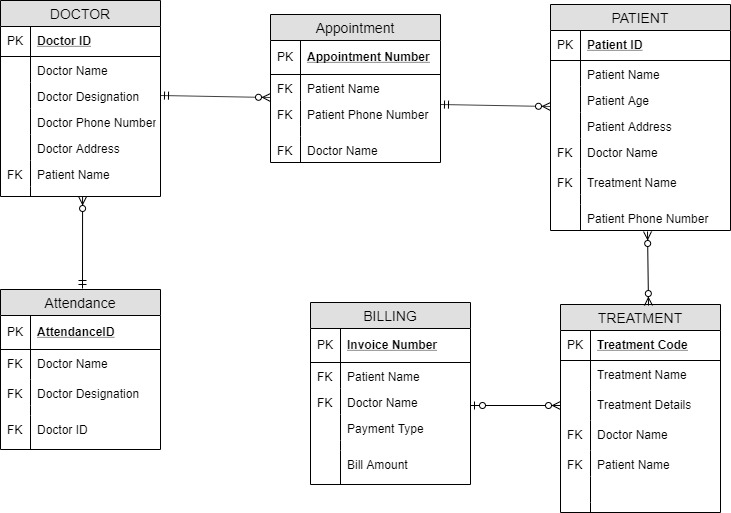 DOCTOR
PK Doctor ID
Doctor Name
Doctor Designation
Doctor Phone Number
Doctor Address
FK Patient Name
Appointment
PK Appointment Number
FK Patient Name
FK Patient Phone Number
FK Doctor Name
PATIENT
PK Patient ID
Patient Name
Patient Age
Patient Address
FK Doctor Name
FK Treatment Name
Patient Phone Number
Attendance
PK AttendanceID
FK Doctor Name
FK Doctor Designation
FK Doctor ID
BILLING
PK Invoice Number
FK Patient Name
FK Doctor Name
Payment Type
Bill Amount
TREATMENT
PK Treatment Code
Treatment Name
Treatment Details
FK Doctor Name
FK Patient Name